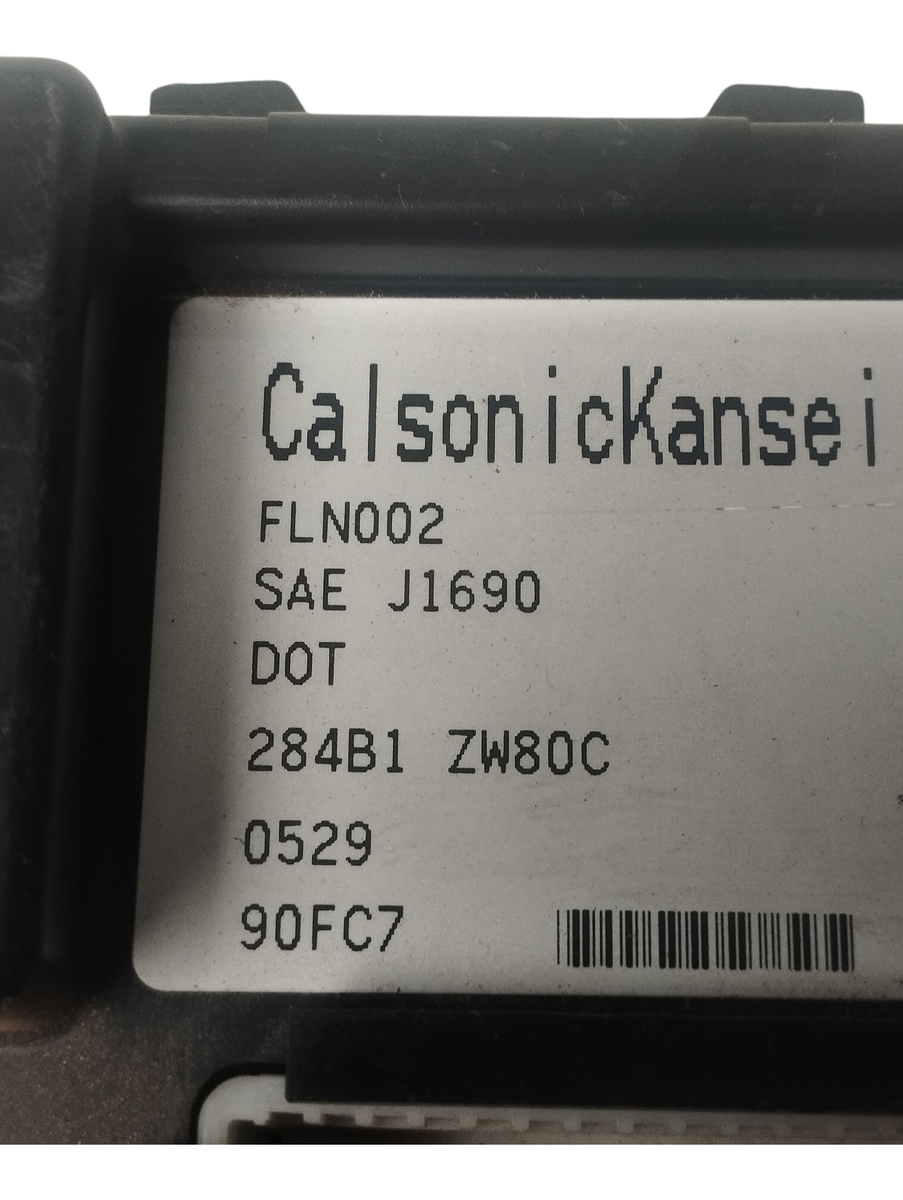 CalsonicKansei
FLN002
SAE J1690
DOT
284B1 ZW80C
0529
90FC7